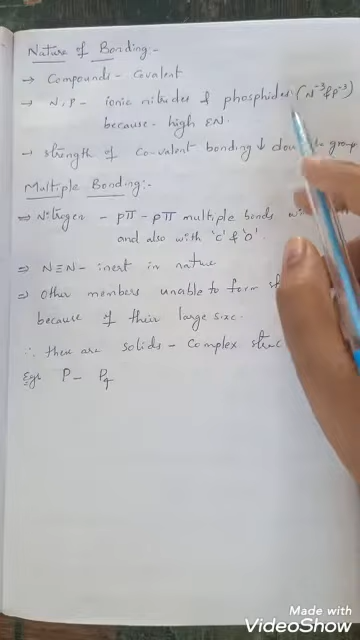 Nature of Bonding:-
→ Compounds - Covalent
→ N, P - ionic nitrides & phosphides (N⁻³ & P⁻³)
because high EN.
→ strength of covalent bonding ↓ down the group
Multiple Bonding:-
⇒ Nitrogen - pπ - pπ multiple bonds
and also with 'C' & 'O'.
⇒ N≡N - inert in nature
⇒ Other members unable to form
because of their large size.
∴ these are solids - complex struc
Eg: P - P₄
Made with
VideoShow